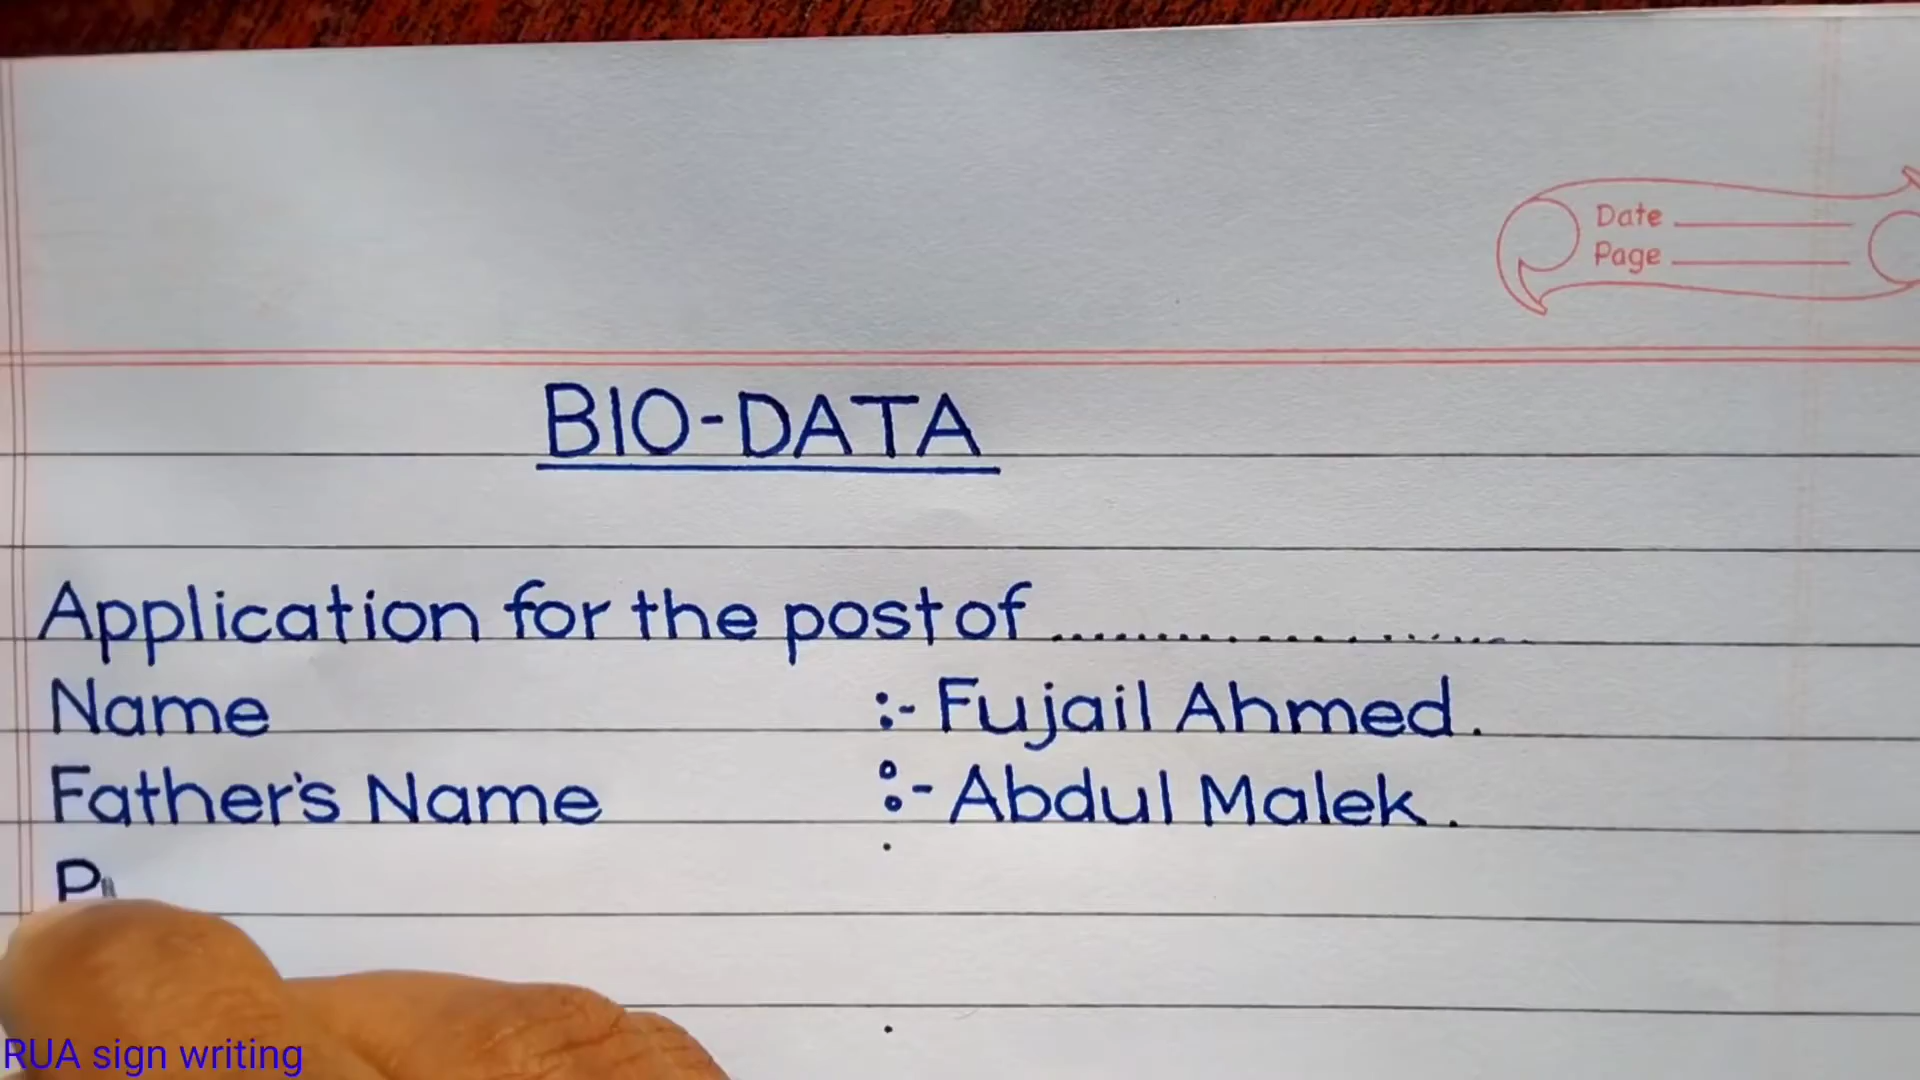 Date
Page
BIO-DATA
Application for the post of ........................
Name :- Fujail Ahmed.
Father's Name :- Abdul Malek.
RUA sign writing